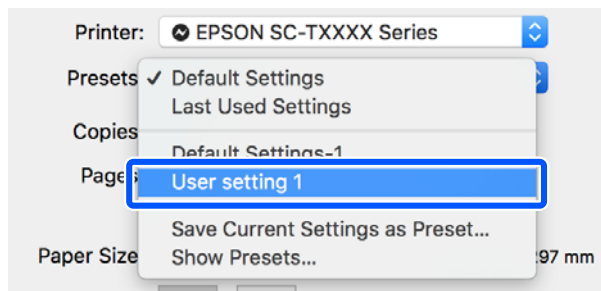 Printer: EPSON SC-TXXXX Series
Presets ✓ Default Settings
Last Used Settings
Copies
Default Settings-1
Pages
User setting 1
Save Current Settings as Preset...
Paper Size
Show Presets...
97 mm